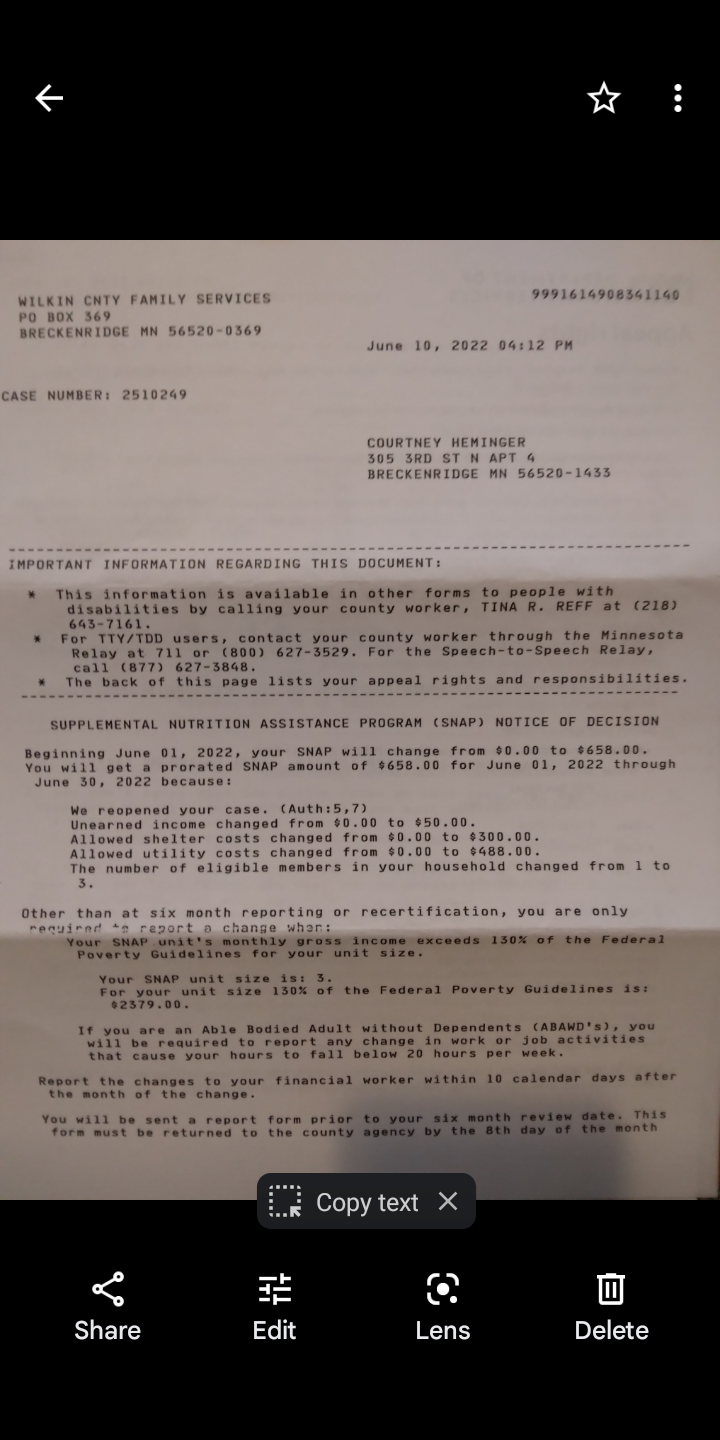 WILKIN CNTY FAMILY SERVICES
PO BOX 369
BRECKENRIDGE MN 56520-0369
9991614908341140
June 10, 2022 04:12 PM
CASE NUMBER: 2510249
COURTNEY HEMINGER
305 3RD ST N APT 4
BRECKENRIDGE MN 56520-1433
IMPORTANT INFORMATION REGARDING THIS DOCUMENT:
* This information is available in other forms to people with
disabilities by calling your county worker, TINA R. REFF at (218)
643-7161.
* For TTY/TDD users, contact your county worker through the Minnesota
Relay at 711 or (800) 627-3529. For the Speech-to-Speech Relay,
call (877) 627-3848.
* The back of this page lists your appeal rights and responsibilities.
SUPPLEMENTAL NUTRITION ASSISTANCE PROGRAM (SNAP) NOTICE OF DECISION
Beginning June 01, 2022, your SNAP will change from $0.00 to $658.00.
You will get a prorated SNAP amount of $658.00 for June 01, 2022 through
June 30, 2022 because:
We reopened your case. (Auth:5,7)
Unearned income changed from $0.00 to $50.00.
Allowed shelter costs changed from $0.00 to $300.00.
Allowed utility costs changed from $0.00 to $488.00.
The number of eligible members in your household changed from 1 to
3.
Other than at six month reporting or recertification, you are only
required to report a change when:
Your SNAP unit's monthly gross income exceeds 130% of the Federal
Poverty Guidelines for your unit size.
Your SNAP unit size is: 3.
For your unit size 130% of the Federal Poverty Guidelines is:
$2379.00.
If you are an Able Bodied Adult without Dependents (ABAWD's), you
will be required to report any change in work or job activities
that cause your hours to fall below 20 hours per week.
Report the changes to your financial worker within 10 calendar days after
the month of the change.
You will be sent a report form prior to your six month review date. This
form must be returned to the county agency by the 8th day of the month
Copy text
Share
Edit
Lens
Delete